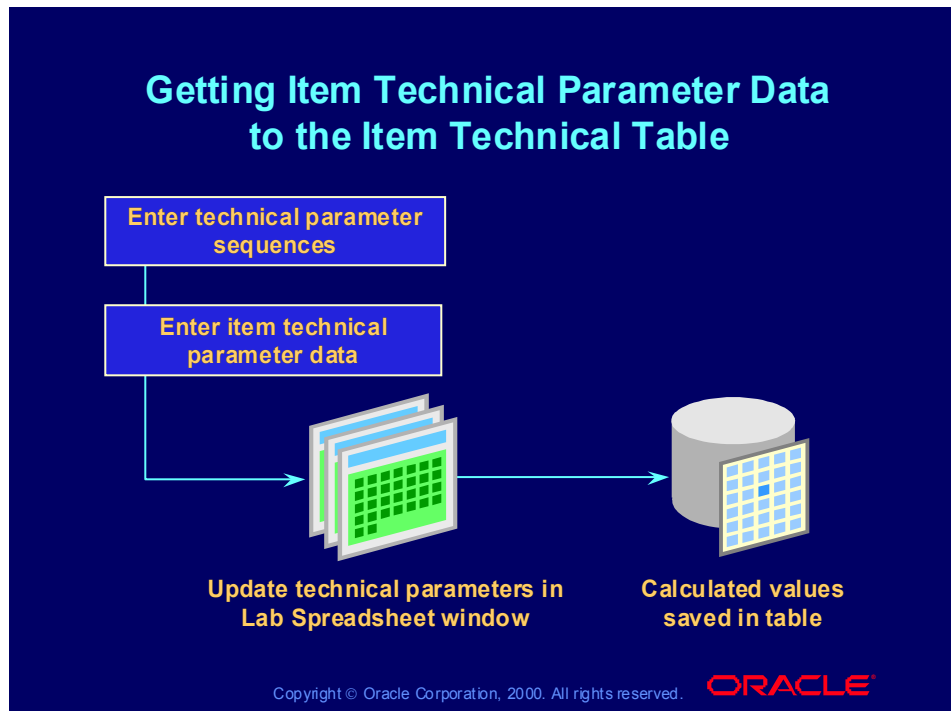 Getting Item Technical Parameter Data
to the Item Technical Table
Enter technical parameter
sequences
Enter item technical
parameter data
Update technical parameters in
Lab Spreadsheet window
Calculated values
saved in table
Copyright © Oracle Corporation, 2000. All rights reserved.
ORACLE®